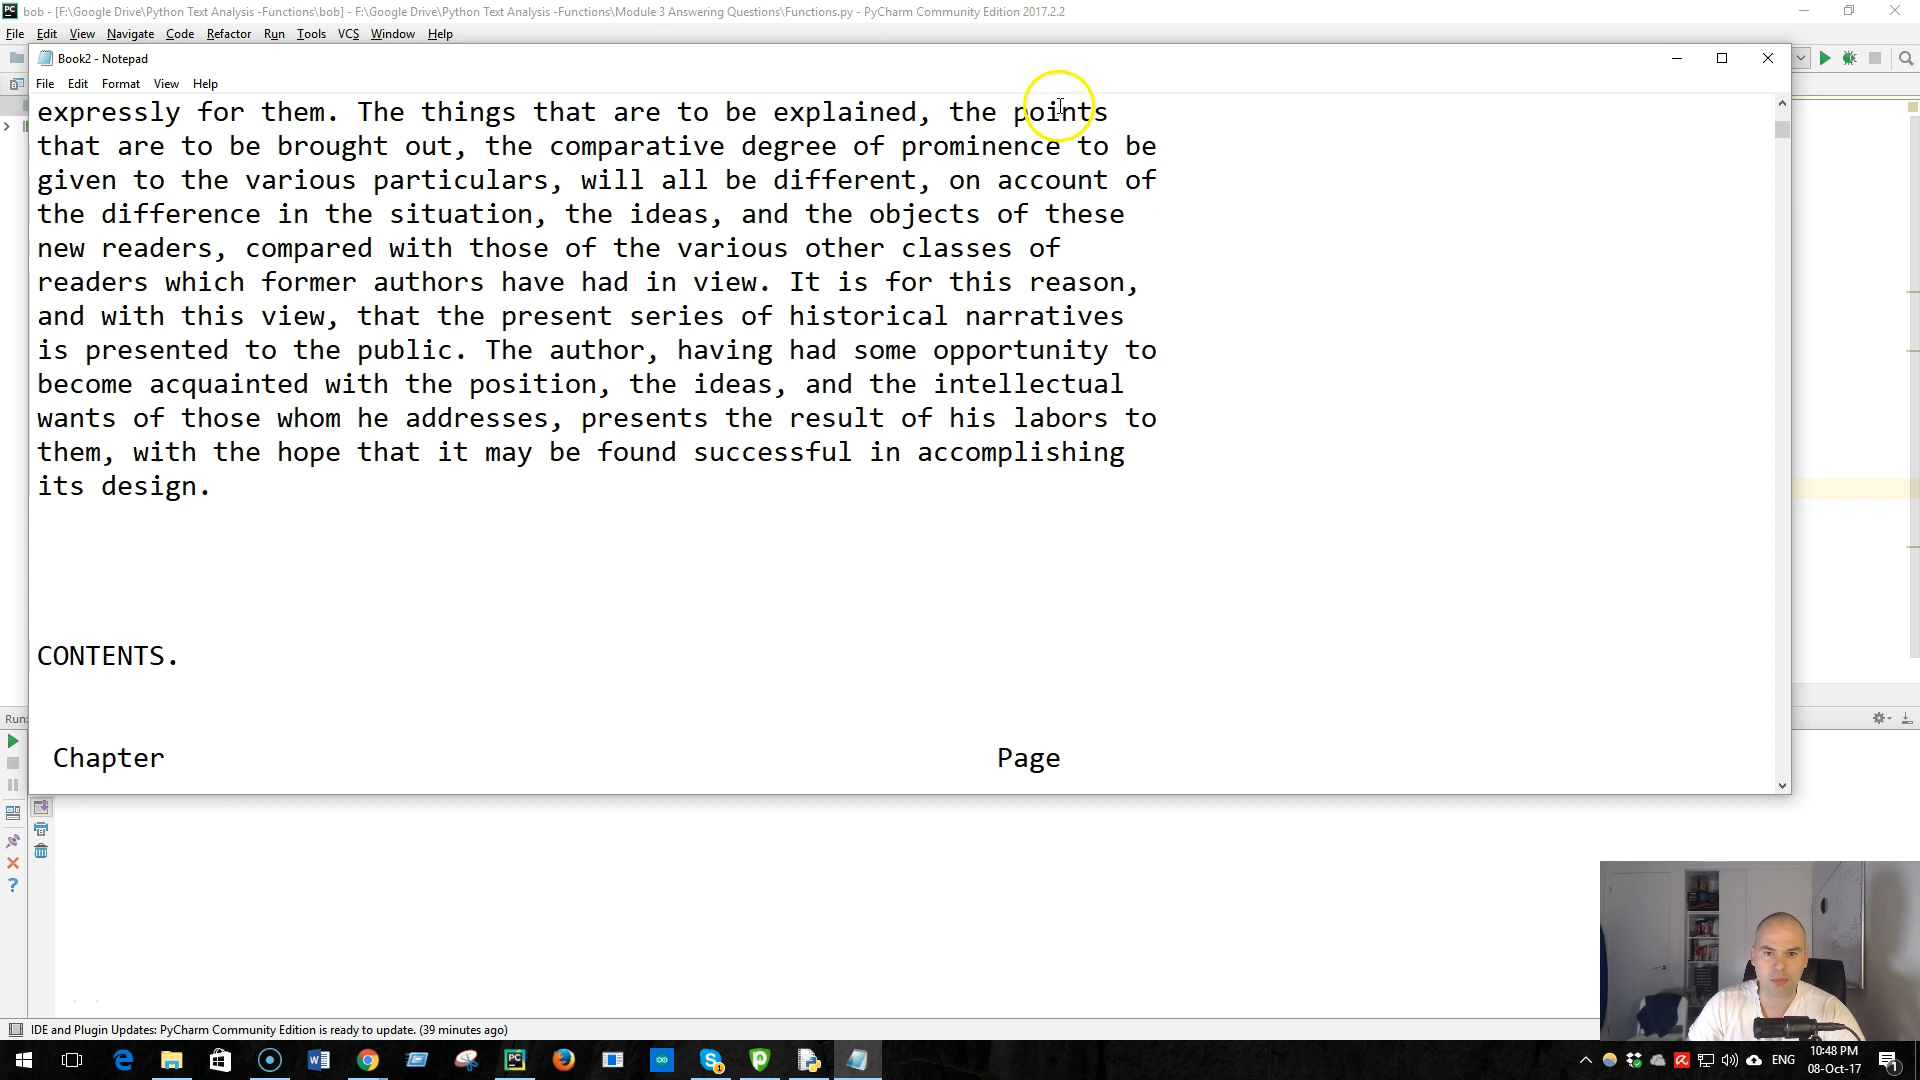 bob - [F:\Google Drive\Python Text Analysis -Functions\bob] - F:\Google Drive\Python Text Analysis -Functions\Module 3 Answering Questions\Functions.py - PyCharm Community Edition 2017.2.2
File Edit View Navigate Code Refactor Run Tools VCS Window Help
Book2 - Notepad
File Edit Format View Help
expressly for them. The things that are to be explained, the points
that are to be brought out, the comparative degree of prominence to be
given to the various particulars, will all be different, on account of
the difference in the situation, the ideas, and the objects of these
new readers, compared with those of the various other classes of
readers which former authors have had in view. It is for this reason,
and with this view, that the present series of historical narratives
is presented to the public. The author, having had some opportunity to
become acquainted with the position, the ideas, and the intellectual
wants of those whom he addresses, presents the result of his labors to
them, with the hope that it may be found successful in accomplishing
its design.
CONTENTS.
Chapter Page
Run:
IDE and Plugin Updates: PyCharm Community Edition is ready to update. (39 minutes ago)
ENG
10:48 PM
08-Oct-17